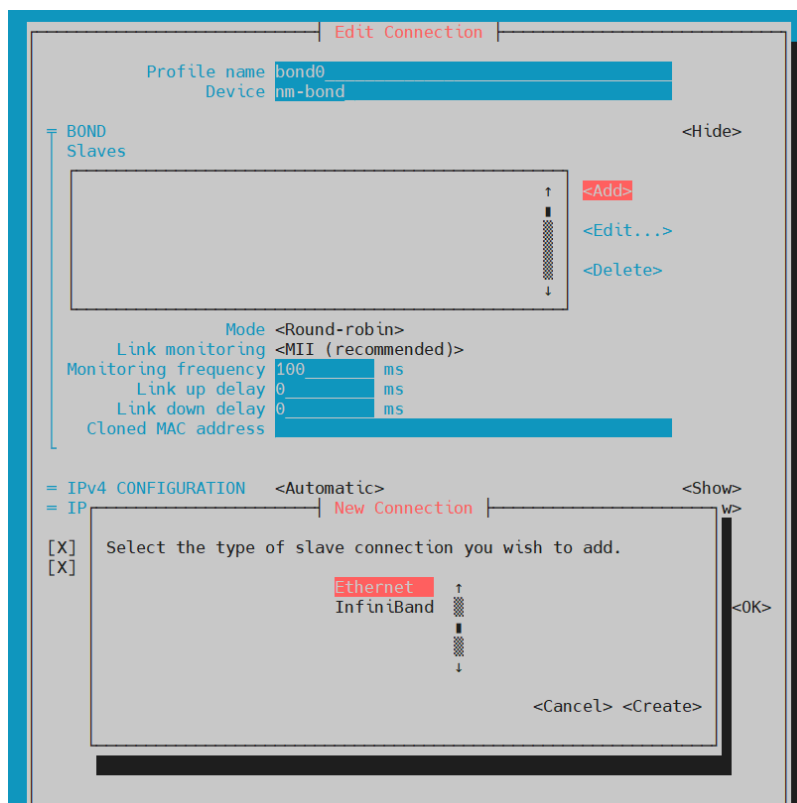 Edit Connection
Profile name bond0
Device nm-bond
BOND <Hide>
Slaves
<Add>
<Edit...>
<Delete>
Mode <Round-robin>
Link monitoring <MII (recommended)>
Monitoring frequency 100 ms
Link up delay 0 ms
Link down delay 0 ms
Cloned MAC address
= IPv4 CONFIGURATION <Automatic> <Show>
= IP w>
New Connection
[X] Select the type of slave connection you wish to add.
[X]
Ethernet
InfiniBand
<OK>
<Cancel> <Create>